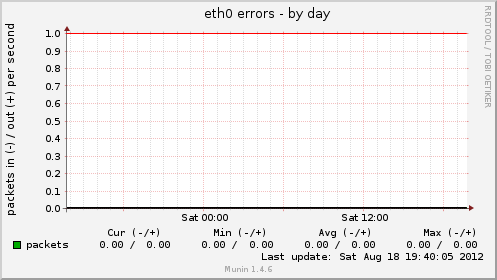 eth0 errors - by day
RRDTOOL / TOBI OETIKER
packets in (-) / out (+) per second
1.0
0.9
0.8
0.7
0.6
0.5
0.4
0.3
0.2
0.1
0.0
Sat 00:00 Sat 12:00
Cur (-/+) Min (-/+) Avg (-/+) Max (-/+)
packets 0.00 / 0.00 0.00 / 0.00 0.00 / 0.00 0.00 / 0.00
Last update: Sat Aug 18 19:40:05 2012
Munin 1.4.6